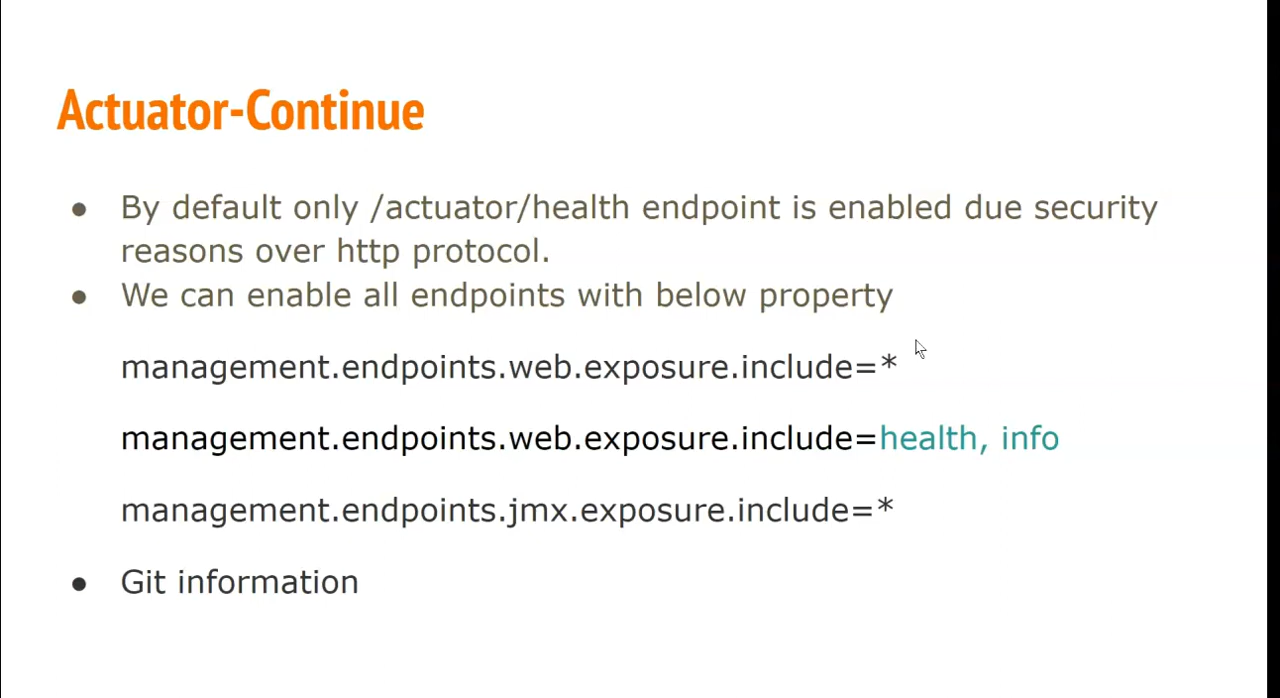 Actuator-Continue
● By default only /actuator/health endpoint is enabled due security
reasons over http protocol.
● We can enable all endpoints with below property
management.endpoints.web.exposure.include=*
management.endpoints.web.exposure.include=health, info
management.endpoints.jmx.exposure.include=*
● Git information